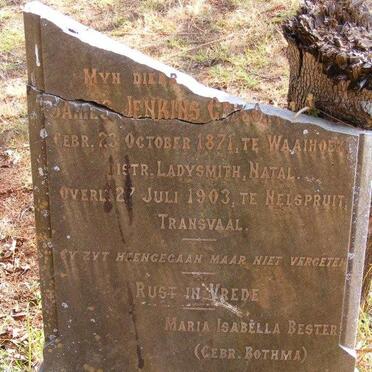 MYN DIE
JAMES JENKINS
GEBR. 23 OCTOBER 1871, TE WAAIHOEK,
DISTR. LADYSMITH, NATAL.
OVERL. 27 JULI 1903, TE NELSPRUIT,
TRANSVAAL.
GY ZYT HEENGEGAAN MAAR NIET VERGETEN
RUST IN VREDE
MARIA ISABELLA BESTER
(GEBR. BOTHMA)